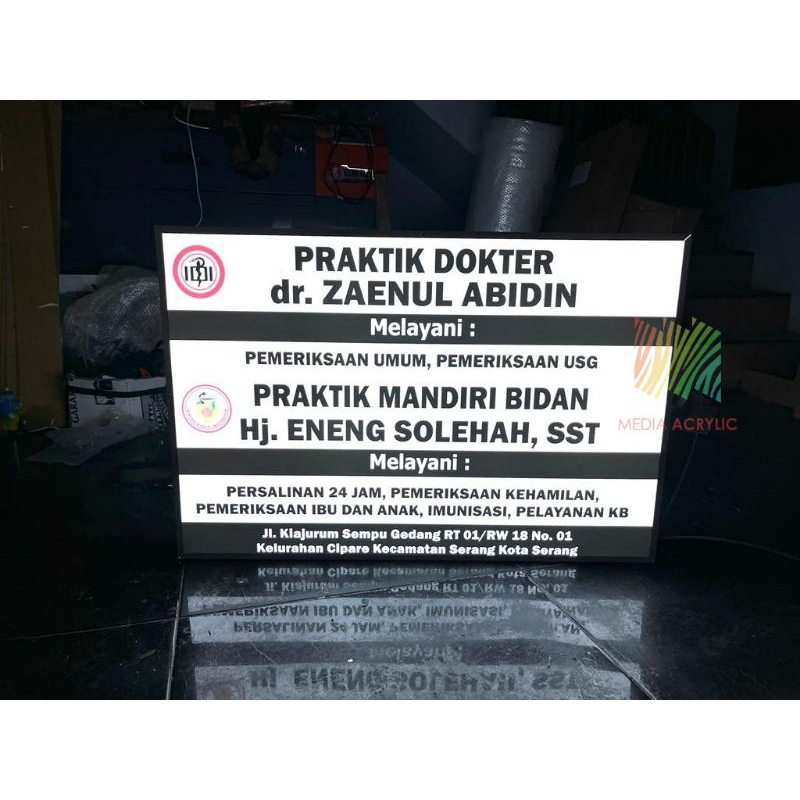 IDI
PRAKTIK DOKTER
dr. ZAENUL ABIDIN
Melayani :
PEMERIKSAAN UMUM, PEMERIKSAAN USG
PRAKTIK MANDIRI BIDAN
Hj. ENENG SOLEHAH, SST
Melayani :
PERSALINAN 24 JAM, PEMERIKSAAN KEHAMILAN,
PEMERIKSAAN IBU DAN ANAK, IMUNISASI, PELAYANAN KB
Jl. Kiajurum Sempu Gedang RT 01/RW 18 No. 01
Kelurahan Cipare Kecamatan Serang Kota Serang
MEDIA ACRYLIC